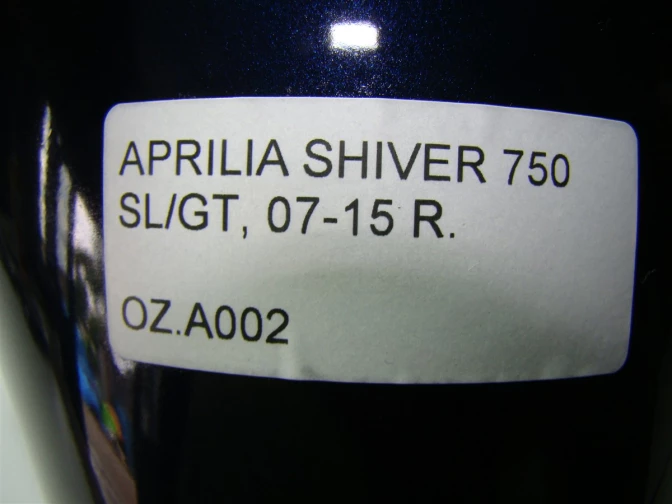 APRILIA SHIVER 750
SL/GT, 07-15 R.
OZ.A002